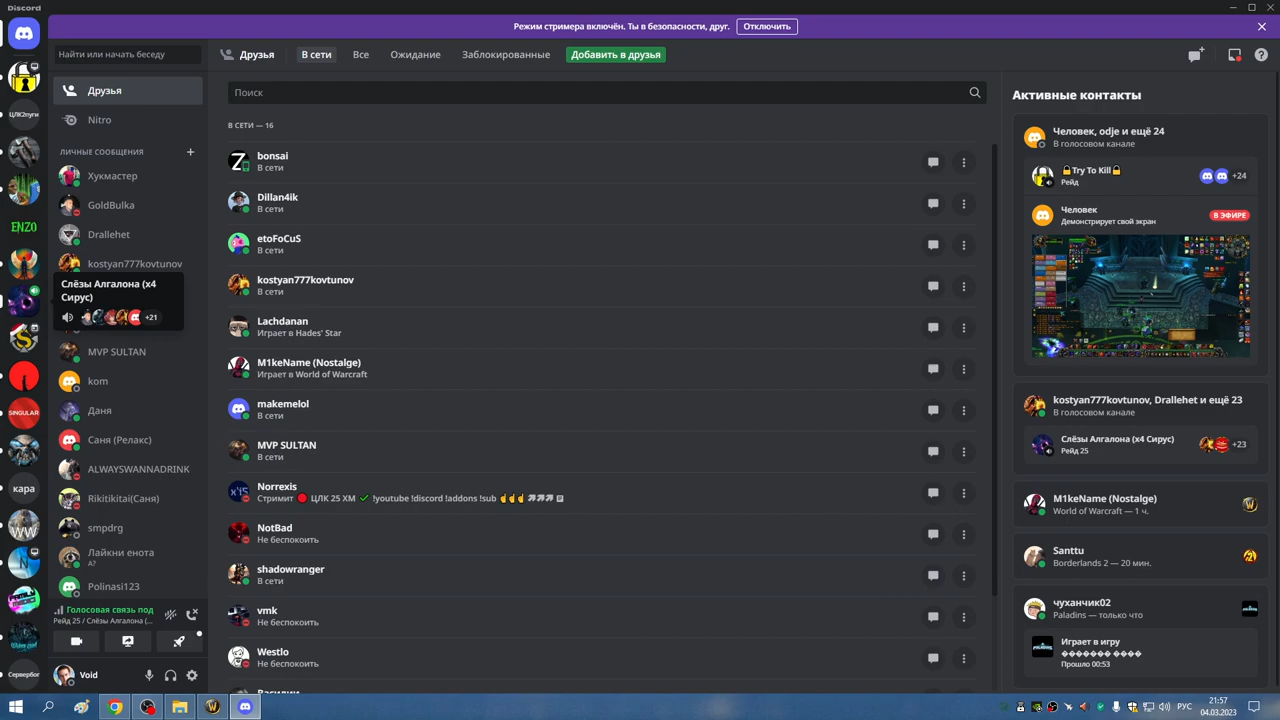 Discord
Режим стримера включён. Ты в безопасности, друг.
Отключить
Найти или начать беседу
Друзья
В сети
Все
Ожидание
Заблокированные
Добавить в друзья
ЦЛК2пуги
ENZO
SINGULAR
кара
WW
N
Сервербог
Друзья
Nitro
ЛИЧНЫЕ СООБЩЕНИЯ
Хукмастер
GoldBulka
Drallehet
kostyan777kovtunov
Слёзы Алгалона (x4
Сирус)
+21
MVP SULTAN
kom
Даня
Саня (Релакс)
ALWAYSWANNADRINK
Rikitikitai(Саня)
smpdrg
Лайкни енота
А?
Polinasi123
Голосовая связь под
Рейд 25 / Слёзы Алгалона (...
Void
Поиск
В СЕТИ — 16
bonsai
В сети
Dillan4ik
В сети
etoFoCuS
В сети
kostyan777kovtunov
В сети
Lachdanan
Играет в Hades' Star
M1keName (Nostalge)
Играет в World of Warcraft
makemelol
В сети
MVP SULTAN
В сети
Norrexis
Стримит 🔴 ЦЛК 25 ХМ ✔ !youtube !discord !addons !sub ☝☝☝
NotBad
Не беспокоить
shadowranger
В сети
vmk
Не беспокоить
Westlo
Не беспокоить
Василии
Активные контакты
Человек, odje и ещё 24
В голосовом канале
🔒Try To Kill🔒
Рейд
+24
Человек
Демонстрирует свой экран
В ЭФИРЕ
kostyan777kovtunov, Drallehet и ещё 23
В голосовом канале
Слёзы Алгалона (x4 Сирус)
Рейд 25
+23
M1keName (Nostalge)
World of Warcraft — 1 ч.
Santtu
Borderlands 2 — 20 мин.
чуханчик02
Paladins — только что
Играет в игру
������� ����
Прошло 00:53
РУС
21:57
04.03.2023